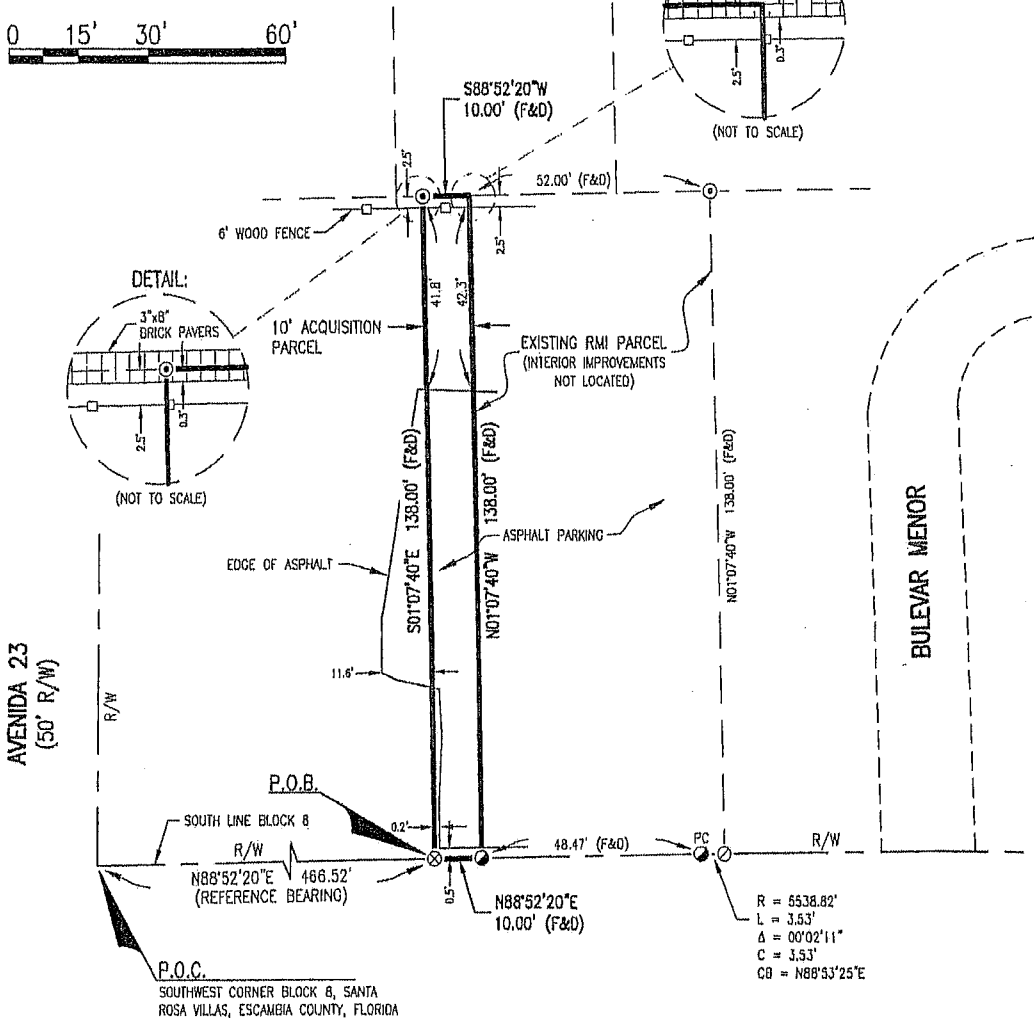 0 15' 30' 60'
S88°52'20"W
10.00' (F&D)
2.5'
0.3'
(NOT TO SCALE)
2.5'
52.00' (F&D)
6' WOOD FENCE
2.5'
DETAIL:
3"x8"
BRICK PAVERS
2.5'
0.3'
(NOT TO SCALE)
10' ACQUISITION
PARCEL
41.8'
42.3'
EXISTING RMI PARCEL
(INTERIOR IMPROVEMENTS
NOT LOCATED)
S01°07'40"E 138.00' (F&D)
N01°07'40"W 138.00' (F&D)
N01°07'40"W 138.00' (F&D)
ASPHALT PARKING
EDGE OF ASPHALT
11.6'
BULEVAR MENOR
AVENIDA 23
(50' R/W)
R/W
P.O.B.
SOUTH LINE BLOCK 8
R/W
N88°52'20"E 466.52'
(REFERENCE BEARING)
0.2'
0.5'
48.47' (F&D)
PC
R/W
N88°52'20"E
10.00' (F&D)
R = 5538.82'
L = 3.53'
Δ = 00°02'11"
C = 3.53'
CB = N88°53'25"E
P.O.C.
SOUTHWEST CORNER BLOCK 8, SANTA
ROSA VILLAS, ESCAMBIA COUNTY, FLORIDA